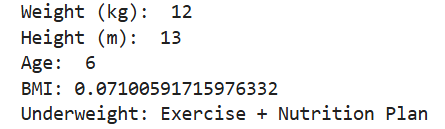 Weight (kg):  12
Height (m):  13
Age:  6
BMI: 0.07100591715976332
Underweight: Exercise + Nutrition Plan